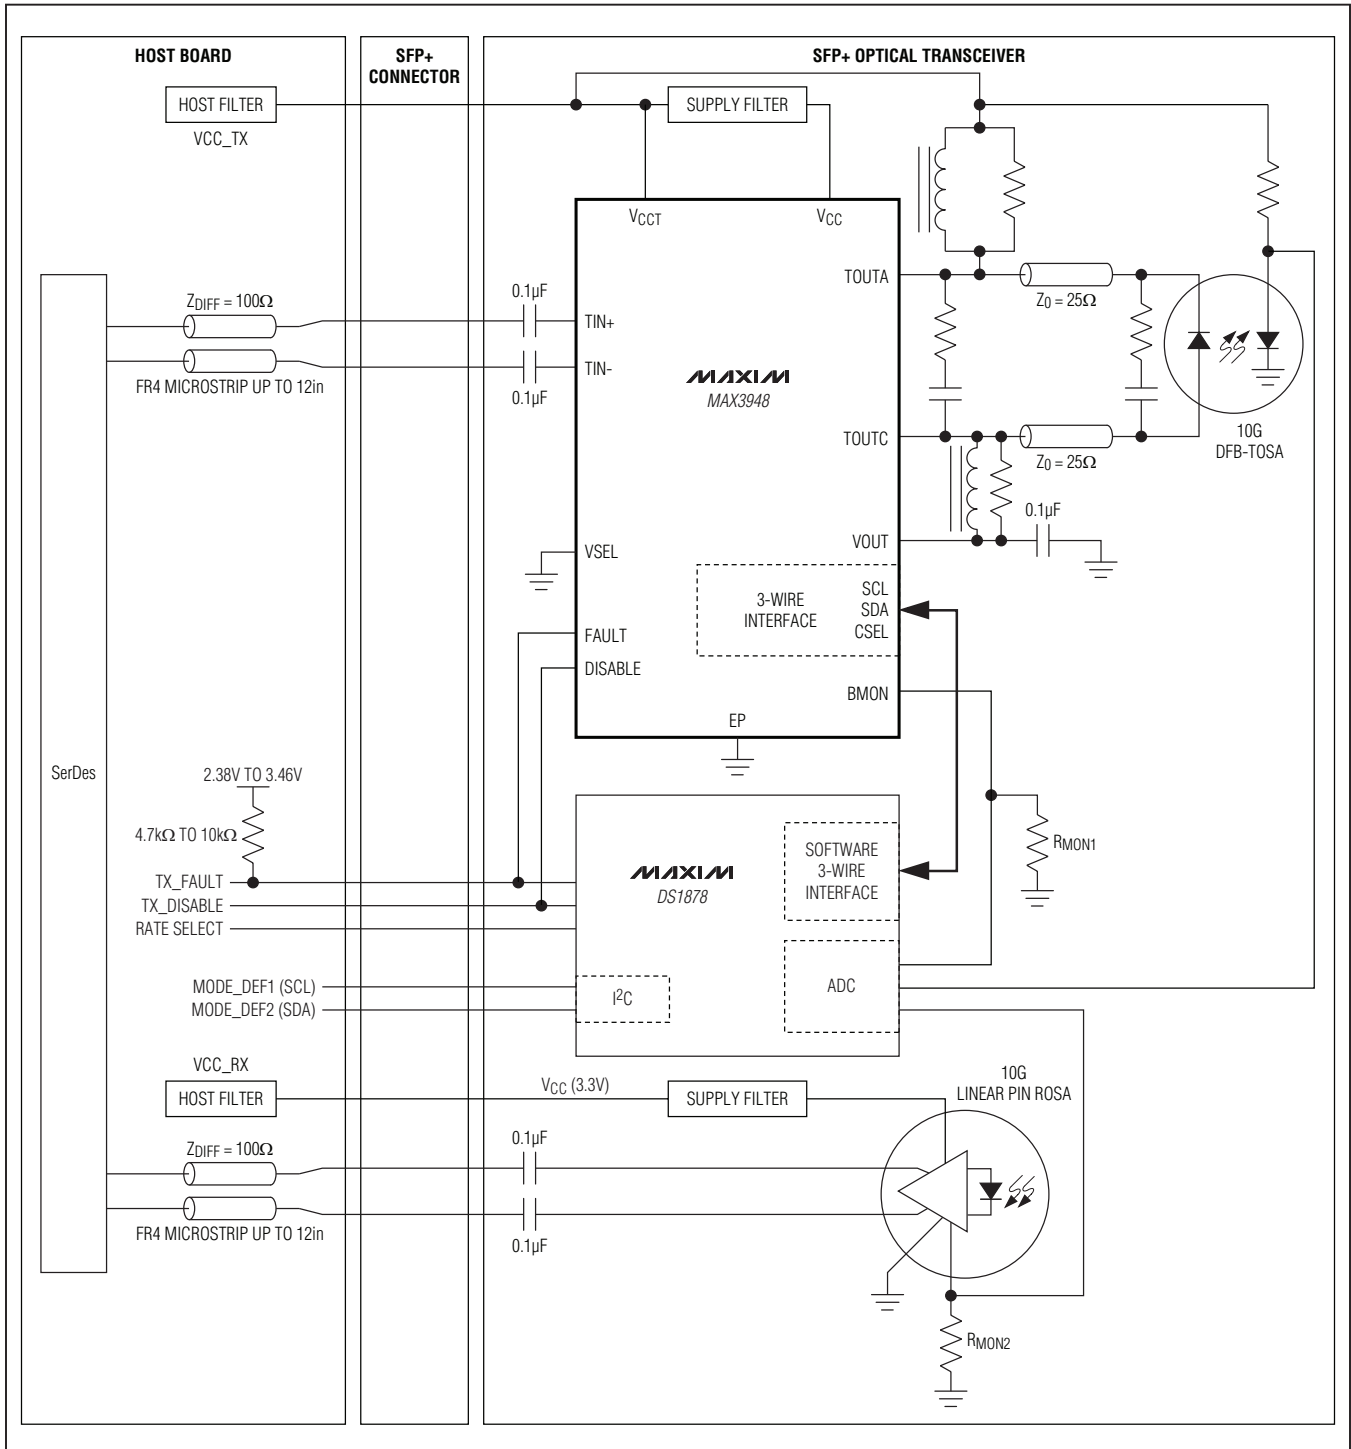 HOST BOARD
SFP+
CONNECTOR
SFP+ OPTICAL TRANSCEIVER
HOST FILTER
VCC_TX
SUPPLY FILTER
VCCT
VCC
TOUTA
Z0 = 25Ω
ZDIFF = 100Ω
FR4 MICROSTRIP UP TO 12in
0.1µF
0.1µF
TIN+
TIN-
MAXIM
MAX3948
TOUTC
Z0 = 25Ω
10G
DFB-TOSA
0.1µF
VOUT
VSEL
3-WIRE
INTERFACE
SCL
SDA
CSEL
FAULT
DISABLE
BMON
EP
SerDes
2.38V TO 3.46V
4.7kΩ TO 10kΩ
TX_FAULT
TX_DISABLE
RATE SELECT
MAXIM
DS1878
SOFTWARE
3-WIRE
INTERFACE
RMON1
MODE_DEF1 (SCL)
MODE_DEF2 (SDA)
I2C
ADC
VCC_RX
HOST FILTER
VCC (3.3V)
SUPPLY FILTER
10G
LINEAR PIN ROSA
ZDIFF = 100Ω
FR4 MICROSTRIP UP TO 12in
0.1µF
0.1µF
RMON2